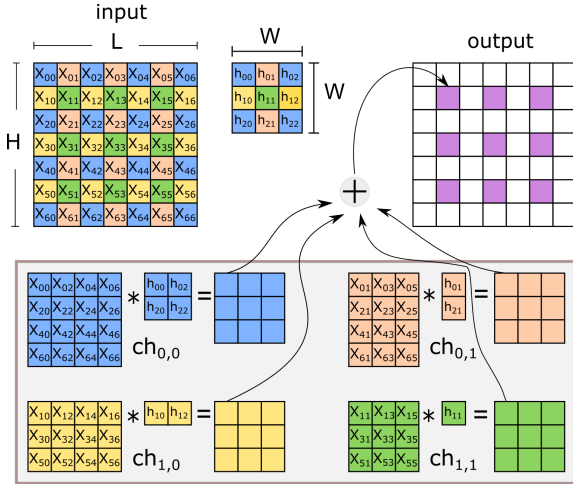 input
L
W
output
H
W
X00 X01 X02 X03 X04 X05 X06
X10 X11 X12 X13 X14 X15 X16
X20 X21 X22 X23 X24 X25 X26
X30 X31 X32 X33 X34 X35 X36
X40 X41 X42 X43 X44 X45 X46
X50 X51 X52 X53 X54 X55 X56
X60 X61 X62 X63 X64 X65 X66
h00 h01 h02
h10 h11 h12
h20 h21 h22
+
X00 X02 X04 X06
X20 X22 X24 X26
X40 X42 X44 X46
X60 X62 X64 X66
* h00 h02 =
h20 h22
ch0,0
X01 X03 X05
X21 X23 X25
X41 X43 X45
X61 X63 X65
* h01 =
h21
ch0,1
X10 X12 X14 X16
X30 X32 X34 X36
X50 X52 X54 X56
* h10 h12 =
ch1,0
X11 X13 X15
X31 X33 X35
X51 X53 X55
* h11 =
ch1,1